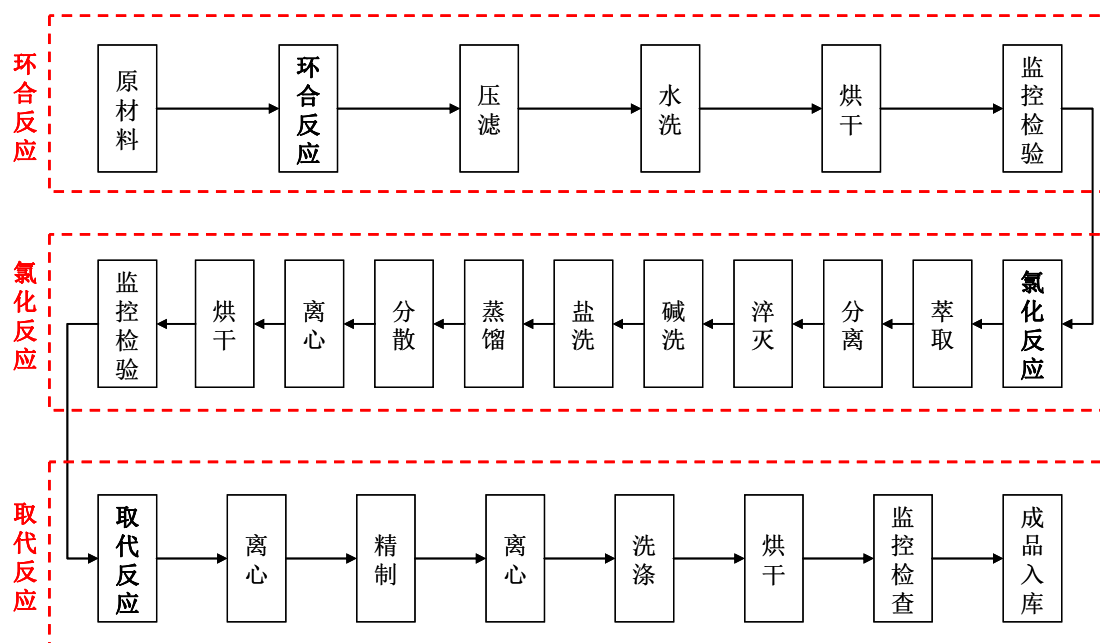 环合反应
原材料
环合反应
压滤
水洗
烘干
监控检验
氯化反应
监控检验
烘干
离心
分散
蒸馏
盐洗
碱洗
淬灭
分离
萃取
氯化反应
取代反应
取代反应
离心
精制
离心
洗涤
烘干
监控检查
成品入库